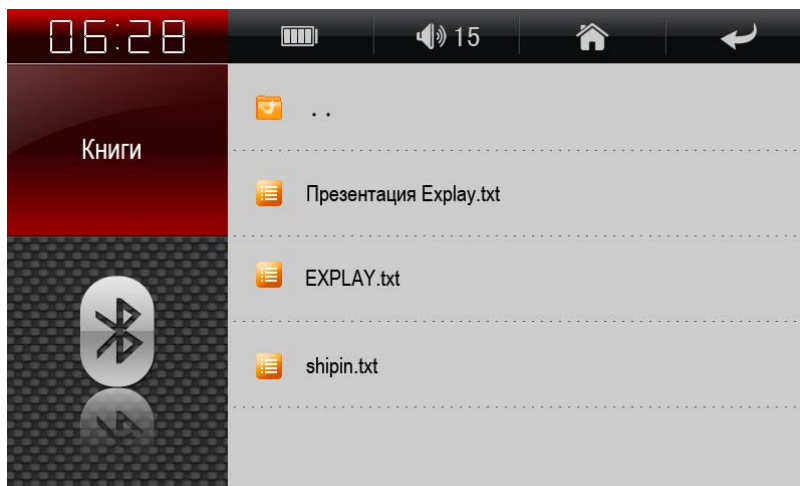 06:28
15
Книги
. .
Презентация Explay.txt
EXPLAY.txt
shipin.txt